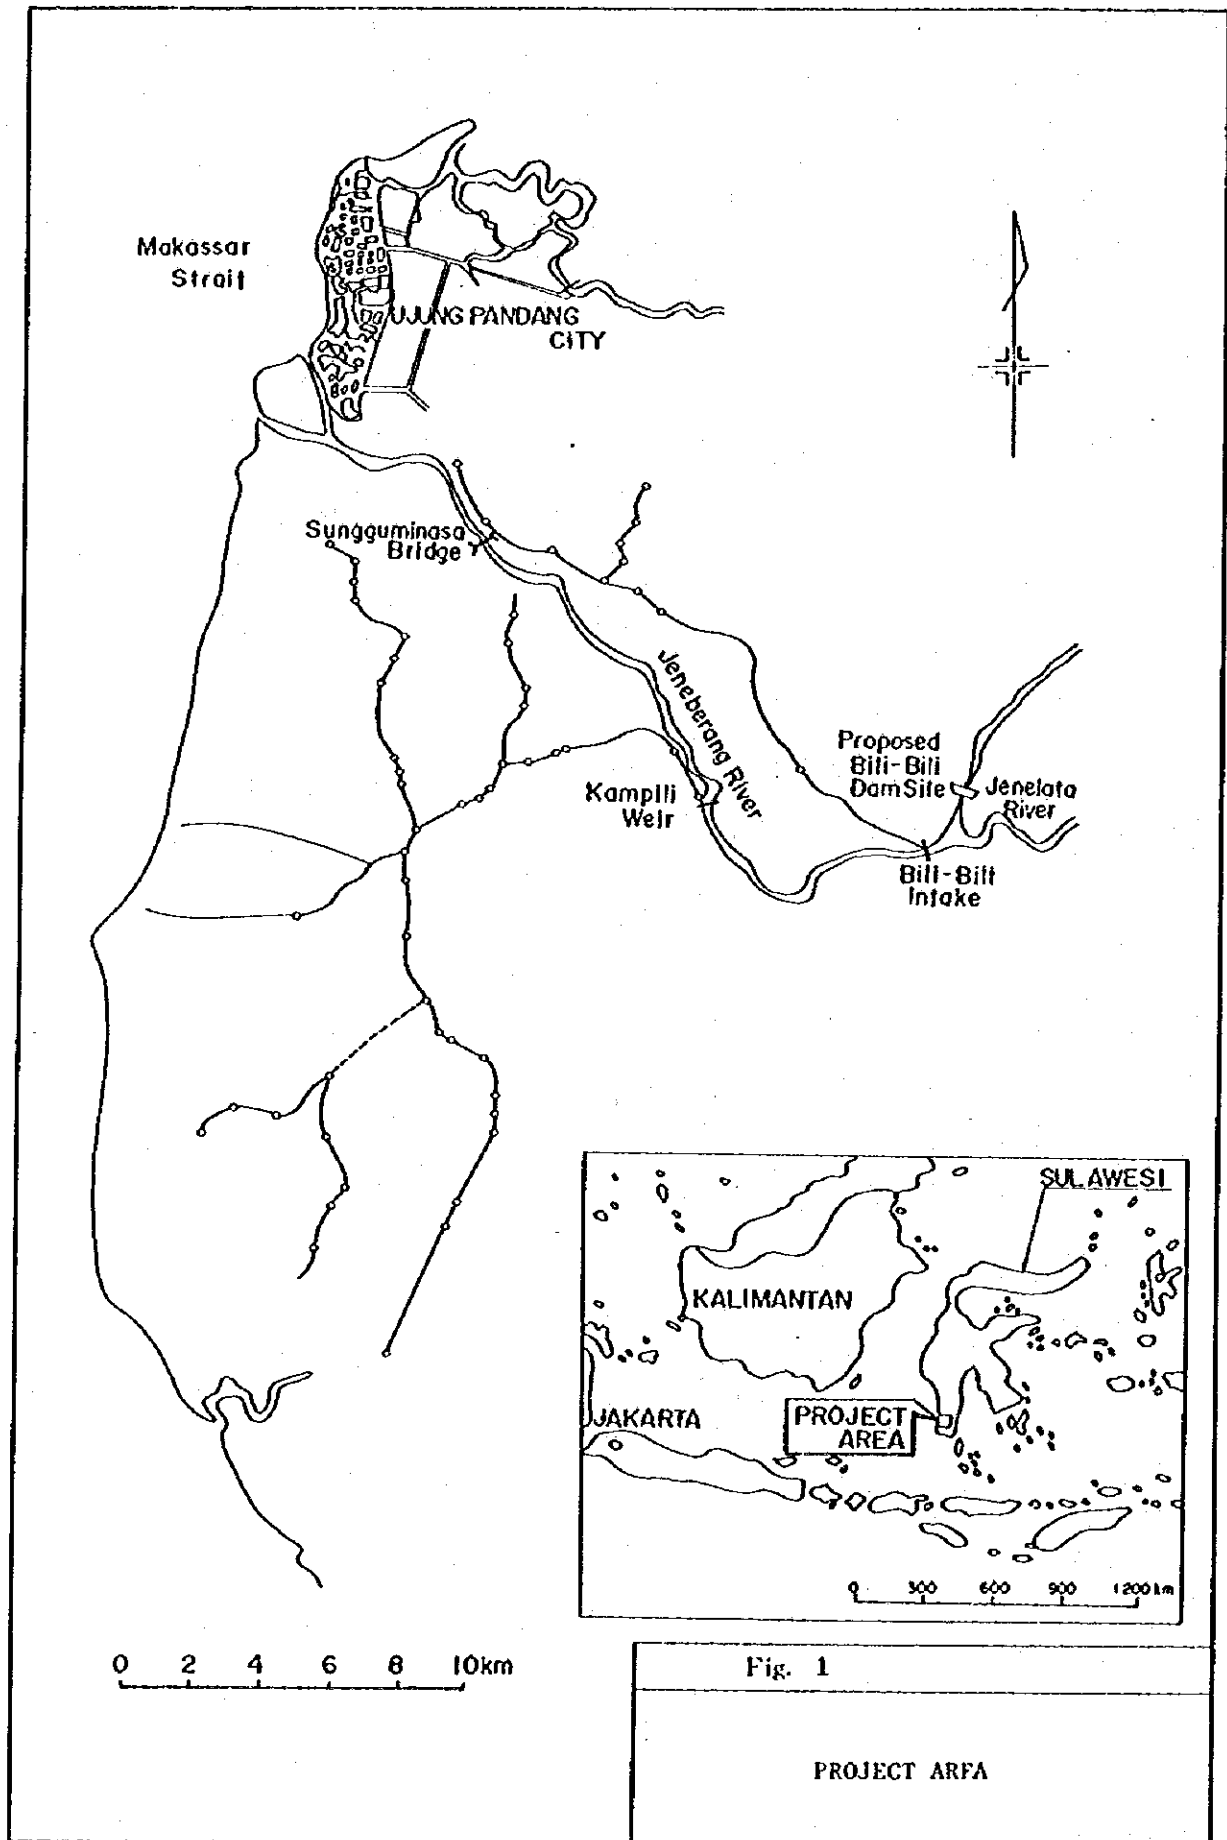 Makassar
Strait
UJUNG PANDANG
CITY
Sungguminasa
Bridge
Jeneberang River
Kampili
Weir
Proposed
Bili-Bili
Dam Site
Jenelata
River
Bili-Bili
Intake
SULAWESI
KALIMANTAN
JAKARTA
PROJECT
AREA
0 300 600 900 1200 km
0 2 4 6 8 10km
Fig. 1
PROJECT AREA